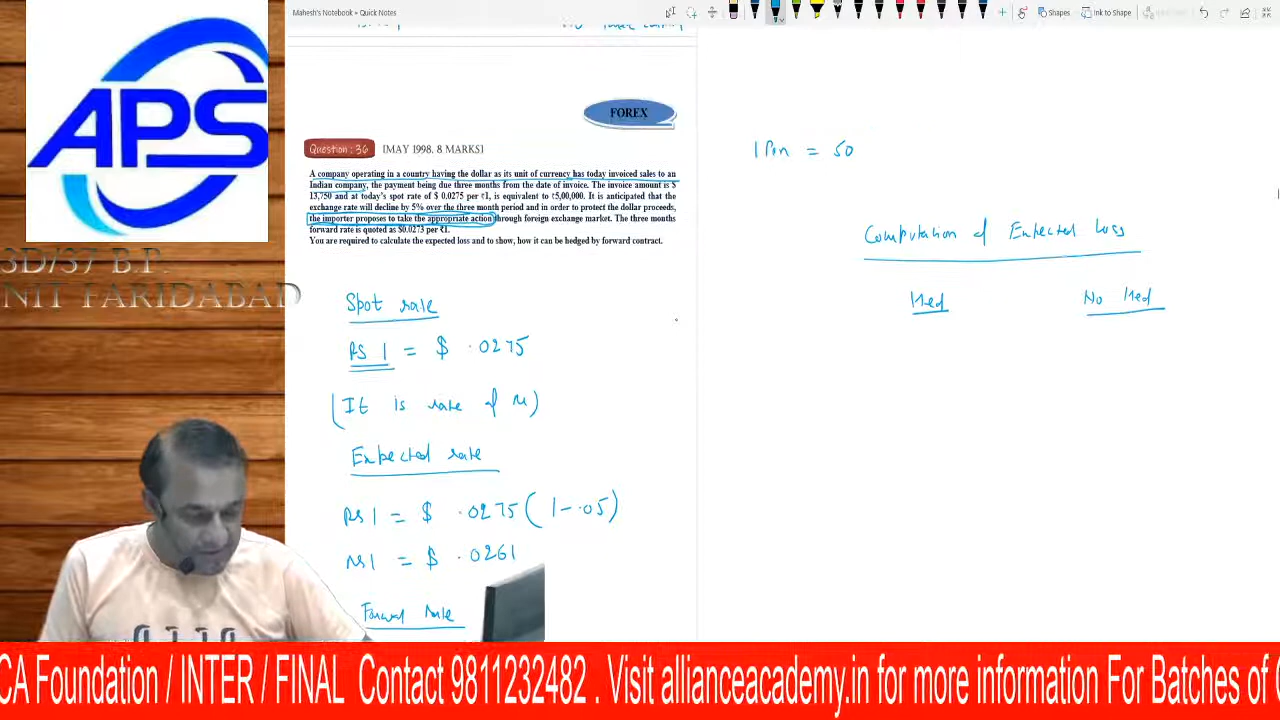 Mahesh's Notebook » Quick Notes
Shapes
Ink to Shape
APS
FOREX
Question : 36 [MAY 1998. 8 MARKS]
A company operating in a country having the dollar as its unit of currency has today invoiced sales to an
Indian company, the payment being due three months from the date of invoice. The invoice amount is $
13,750 and at today's spot rate of $ 0.0275 per ₹1, is equivalent to ₹5,00,000. It is anticipated that the
exchange rate will decline by 5% over the three month period and in order to protect the dollar proceeds,
the importer proposes to take the appropriate action through foreign exchange market. The three months
forward rate is quoted as $0.0273 per ₹1.
You are required to calculate the expected loss and to show, how it can be hedged by forward contract.
Spot rate
RS 1 = $ .0275
(It is rate of
Expected rate
RS 1 = $ .0275 (1-.05)
RS 1 = $ .0261
Forward rate
= 50
Computation of Expected Loss
Hed
No Hed
3D/37 B.P.
NIT FARIDABAD
CA Foundation / INTER / FINAL Contact 9811232482 . Visit allianceacademy.in for more information For Batches of